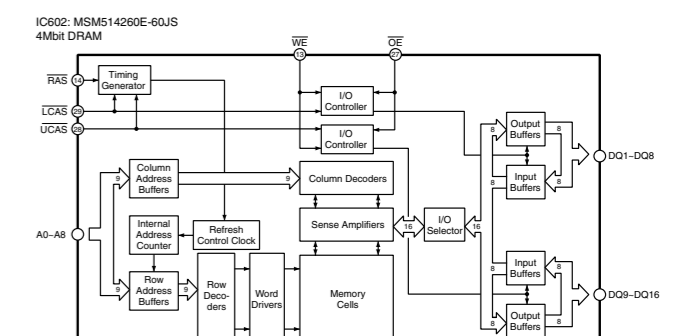 IC602: MSM514260E-60JS
4Mbit DRAM
WE
OE
13
27
RAS
14
Timing
Generator
LCAS
29
UCAS
28
I/O
Controller
I/O
Controller
8
Output
Buffers
8
8
DQ1~DQ8
8
Input
Buffers
8
Column
Address
Buffers
9
9
Column Decoders
A0~A8
Internal
Address
Counter
Refresh
Control Clock
Sense Amplifiers
16
I/O
Selector
16
9
Row
Address
Buffers
9
Row
Deco-
ders
Word
Drivers
Memory
Cells
8
Input
Buffers
8
DQ9~DQ16
8
Output
Buffers
8